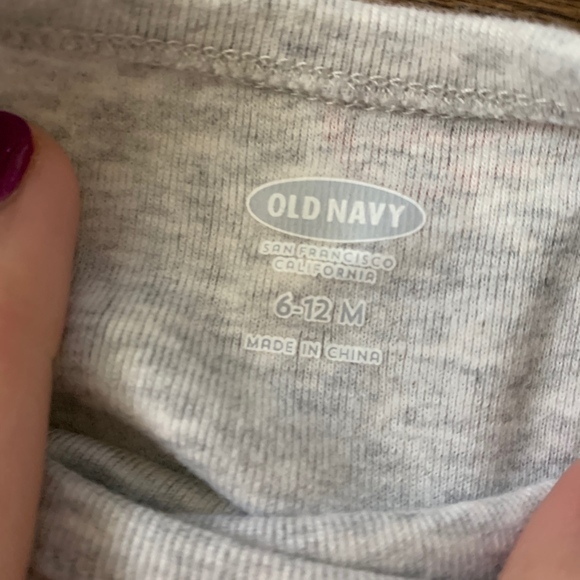 OLD NAVY
SAN FRANCISCO
CALIFORNIA
6-12 M
MADE IN CHINA